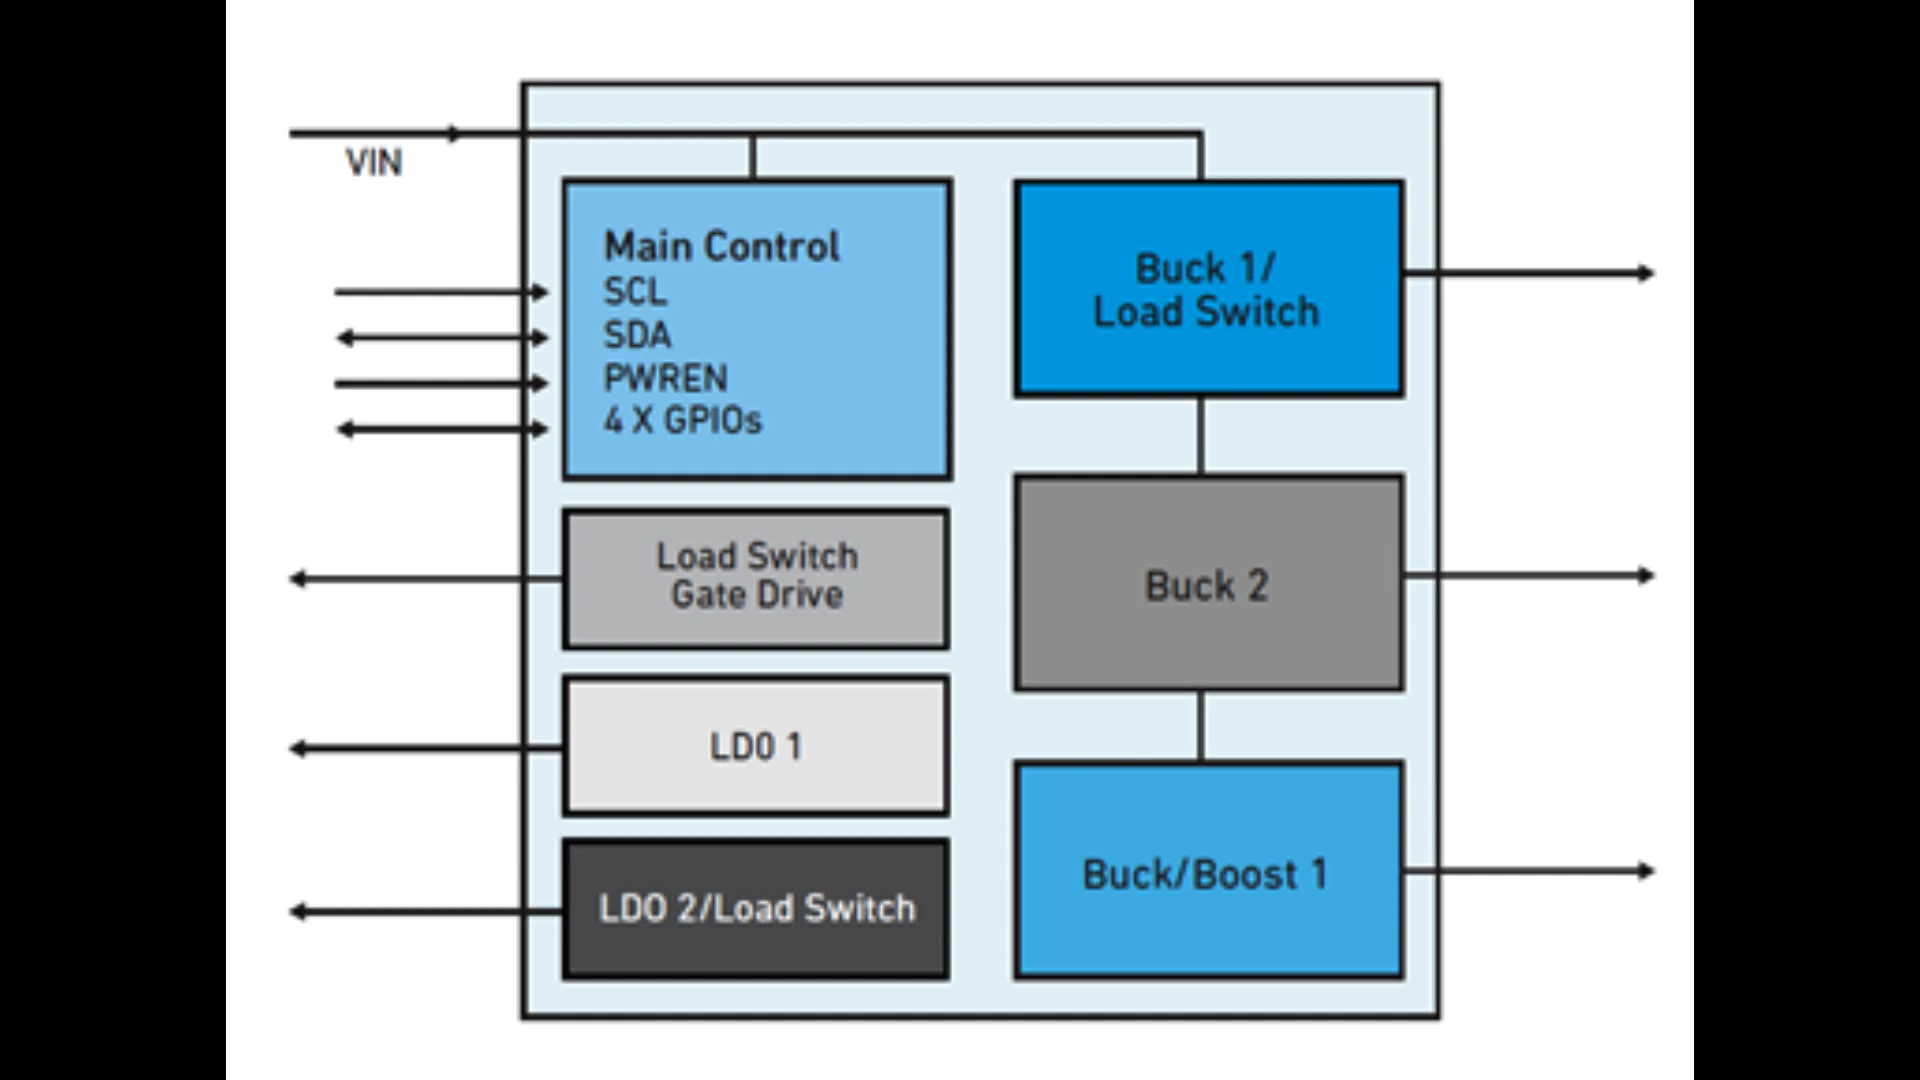 VIN
Main Control
SCL
SDA
PWREN
4 X GPIOs
Buck 1/
Load Switch
Load Switch
Gate Drive
Buck 2
LDO 1
LDO 2/Load Switch
Buck/Boost 1